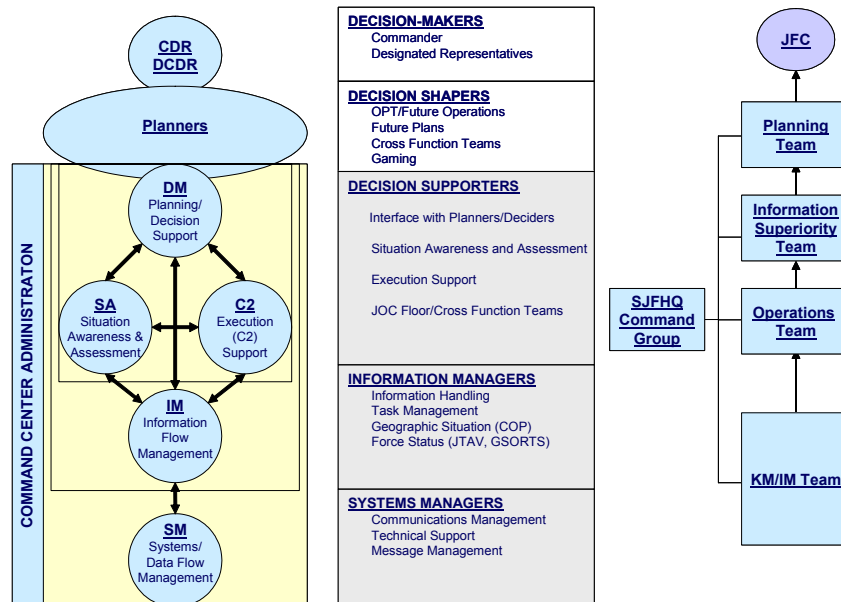 CDR
DCDR
Planners
COMMAND CENTER ADMINISTRATON
DM
Planning/
Decision
Support
SA
Situation
Awareness &
Assessment
C2
Execution
(C2)
Support
IM
Information
Flow
Management
SM
Systems/
Data Flow
Management
DECISION-MAKERS
Commander
Designated Representatives
DECISION SHAPERS
OPT/Future Operations
Future Plans
Cross Function Teams
Gaming
DECISION SUPPORTERS
Interface with Planners/Deciders
Situation Awareness and Assessment
Execution Support
JOC Floor/Cross Function Teams
INFORMATION MANAGERS
Information Handling
Task Management
Geographic Situation (COP)
Force Status (JTAV, GSORTS)
SYSTEMS MANAGERS
Communications Management
Technical Support
Message Management
JFC
Planning
Team
Information
Superiority
Team
SJFHQ
Command
Group
Operations
Team
KM/IM Team